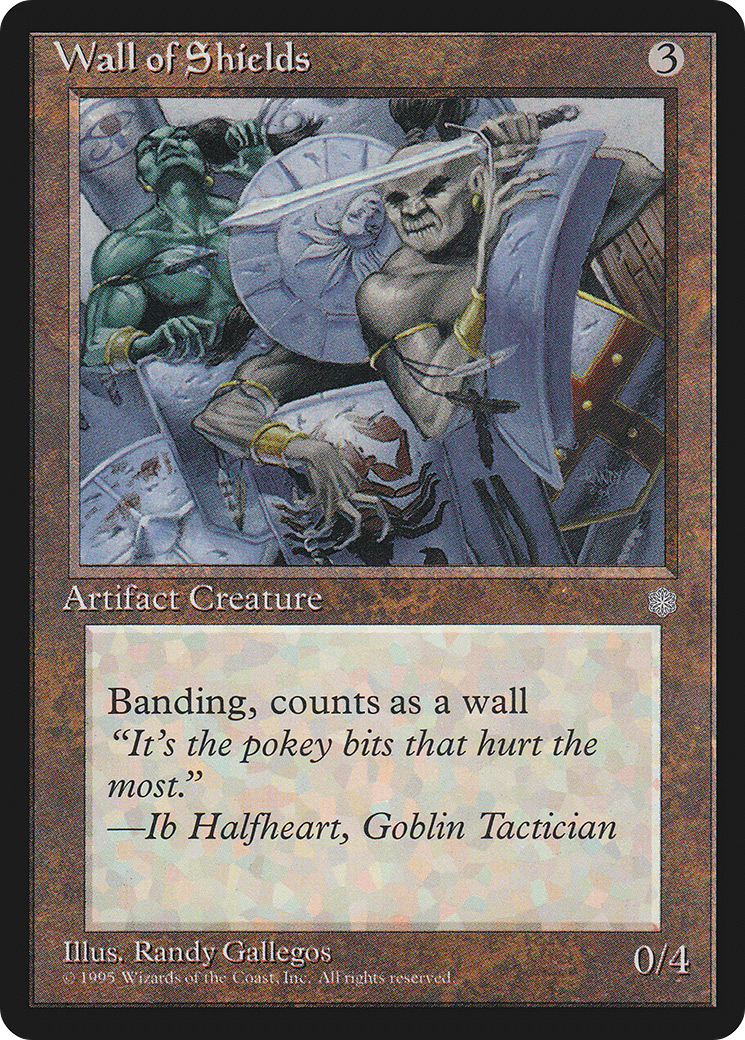 Wall of Shields
3
Artifact Creature
Banding, counts as a wall
“It’s the pokey bits that hurt the
most.”
—Ib Halfheart, Goblin Tactician
Illus. Randy Gallegos
0/4
© 1995 Wizards of the Coast, Inc. All rights reserved.